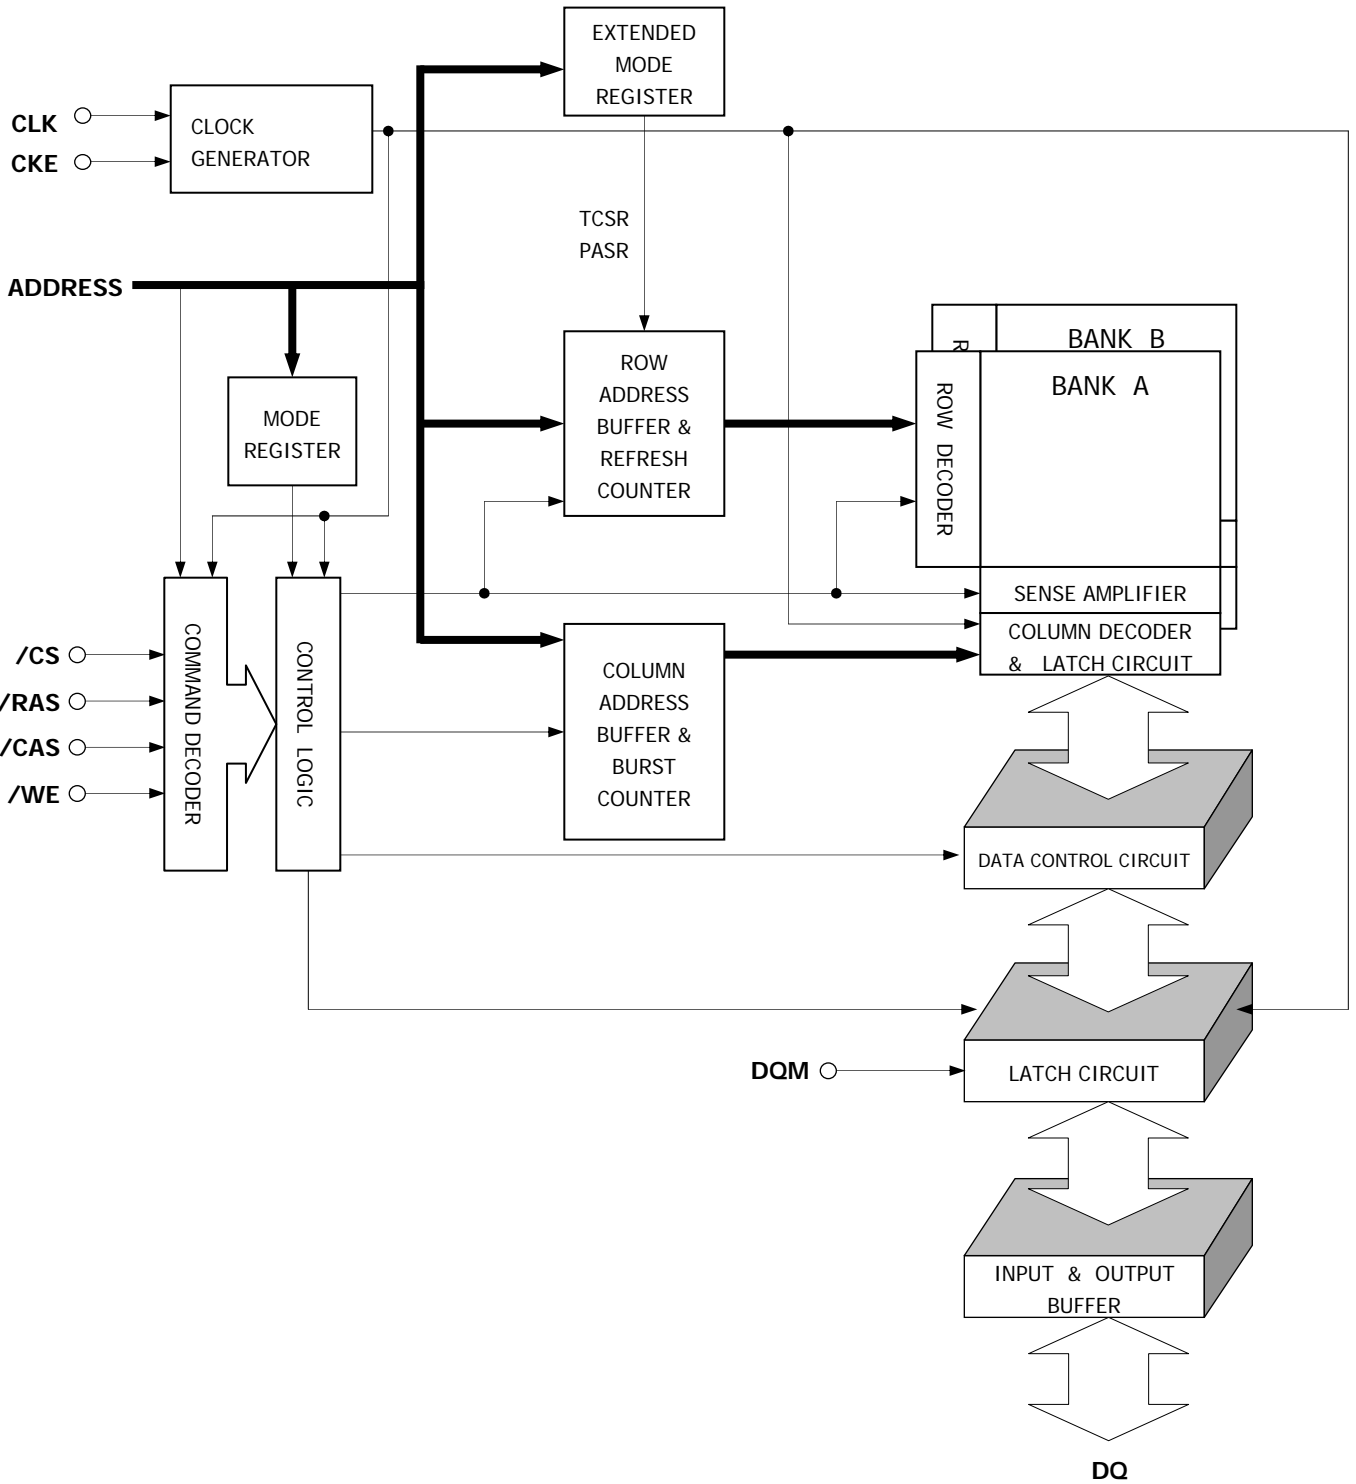 EXTENDED
MODE
REGISTER
CLK
CKE
CLOCK
GENERATOR
TCSR
PASR
ADDRESS
MODE
REGISTER
ROW
ADDRESS
BUFFER &
REFRESH
COUNTER
R
BANK B
BANK A
ROW DECODER
SENSE AMPLIFIER
COLUMN DECODER
& LATCH CIRCUIT
/CS
/RAS
/CAS
/WE
COMMAND DECODER
CONTROL LOGIC
COLUMN
ADDRESS
BUFFER &
BURST
COUNTER
DATA CONTROL CIRCUIT
DQM
LATCH CIRCUIT
INPUT & OUTPUT
BUFFER
DQ